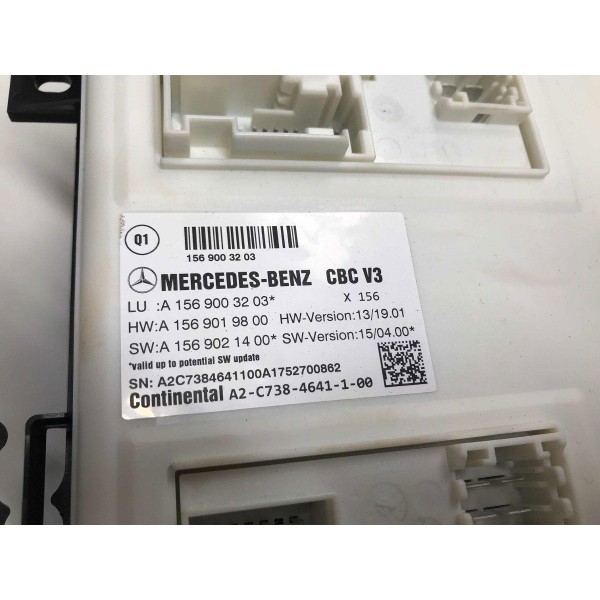 Q1
156 900 32 03
MERCEDES-BENZ CBC V3
LU :A 156 900 32 03* X 156
HW:A 156 901 98 00 HW-Version:13/19.01
SW:A 156 902 14 00* SW-Version:15/04.00*
*valid up to potential SW update
SN: A2C7384641100A1752700862
Continental A2-C738-4641-1-00